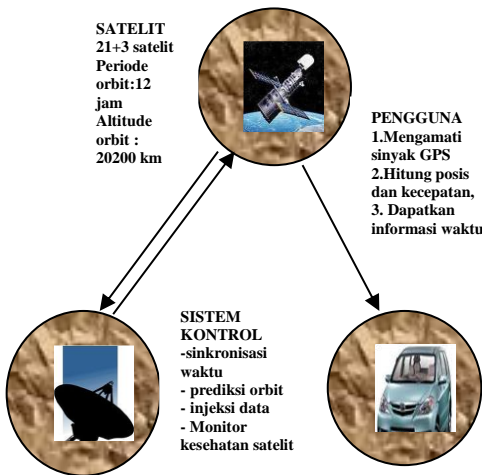 SATELIT
21+3 satelit
Periode
orbit:12
jam
Altitude
orbit :
20200 km
PENGGUNA
1.Mengamati
sinyak GPS
2.Hitung posis
dan kecepatan,
3. Dapatkan
informasi waktu
SISTEM
KONTROL
-sinkronisasi
waktu
- prediksi orbit
- injeksi data
- Monitor
kesehatan satelit